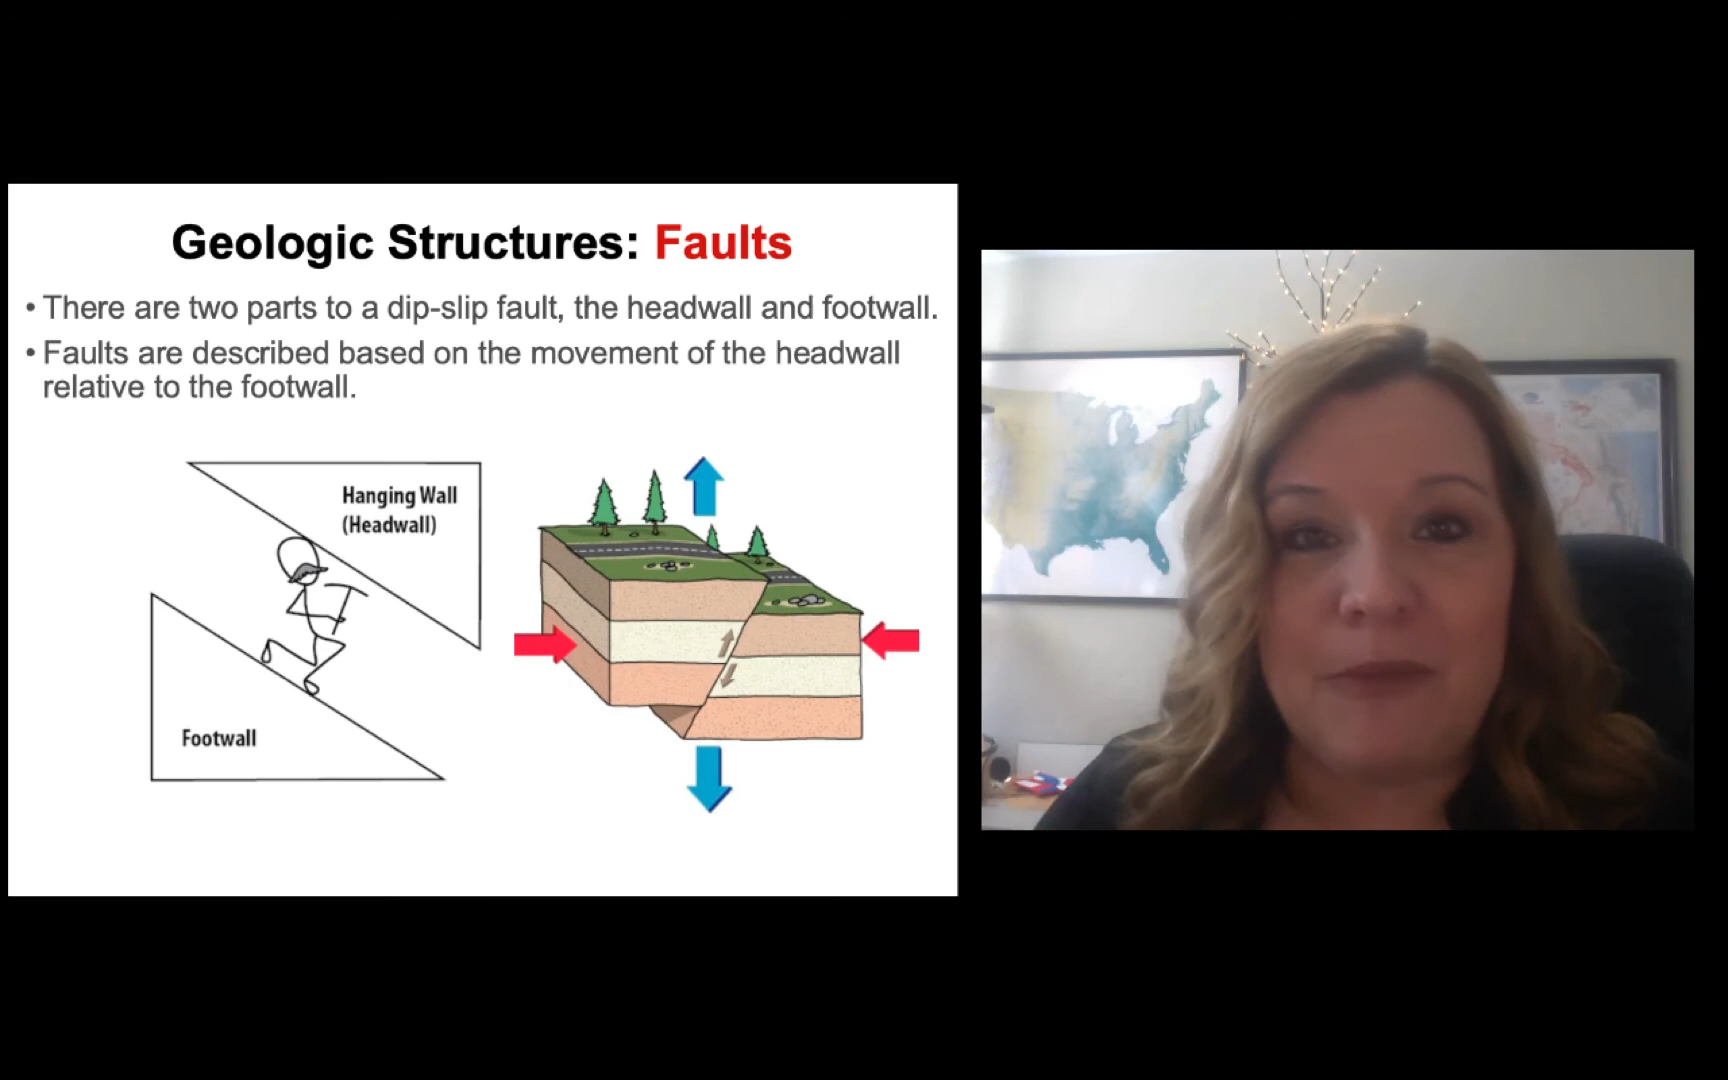 Geologic Structures: Faults
• There are two parts to a dip-slip fault, the headwall and footwall.
• Faults are described based on the movement of the headwall
relative to the footwall.
Hanging Wall
(Headwall)
Footwall